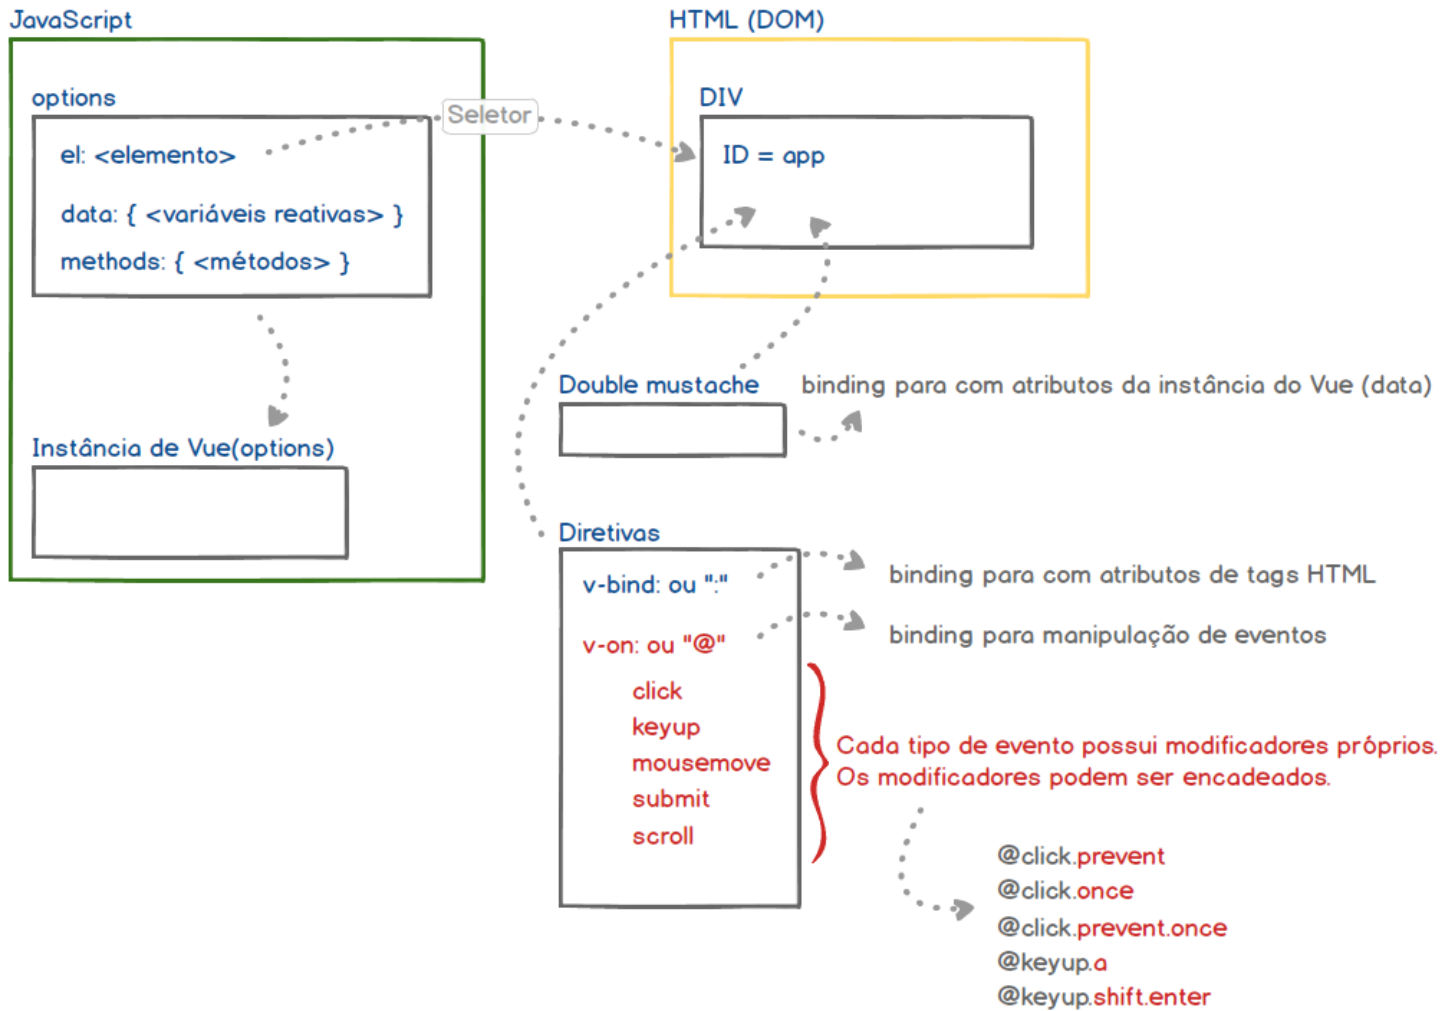 JavaScript
options
el: <elemento>
data: { <variáveis reativas> }
methods: { <métodos> }
Seletor
Instância de Vue(options)
HTML (DOM)
DIV
ID = app
Double mustache
binding para com atributos da instância do Vue (data)
Diretivas
v-bind: ou ":"
binding para com atributos de tags HTML
v-on: ou "@"
binding para manipulação de eventos
click
keyup
mousemove
submit
scroll
Cada tipo de evento possui modificadores próprios.
Os modificadores podem ser encadeados.
@click.prevent
@click.once
@click.prevent.once
@keyup.a
@keyup.shift.enter